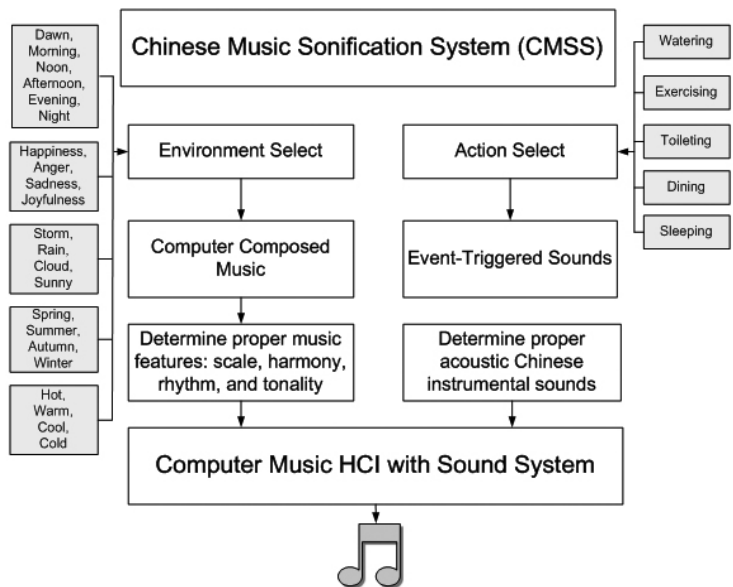 Chinese Music Sonification System (CMSS)
Dawn,
Morning,
Noon,
Afternoon,
Evening,
Night
Happiness,
Anger,
Sadness,
Joyfulness
Storm,
Rain,
Cloud,
Sunny
Spring,
Summer,
Autumn,
Winter
Hot,
Warm,
Cool,
Cold
Environment Select
Computer Composed
Music
Determine proper music
features: scale, harmony,
rhythm, and tonality
Action Select
Event-Triggered Sounds
Determine proper
acoustic Chinese
instrumental sounds
Watering
Exercising
Toileting
Dining
Sleeping
Computer Music HCI with Sound System